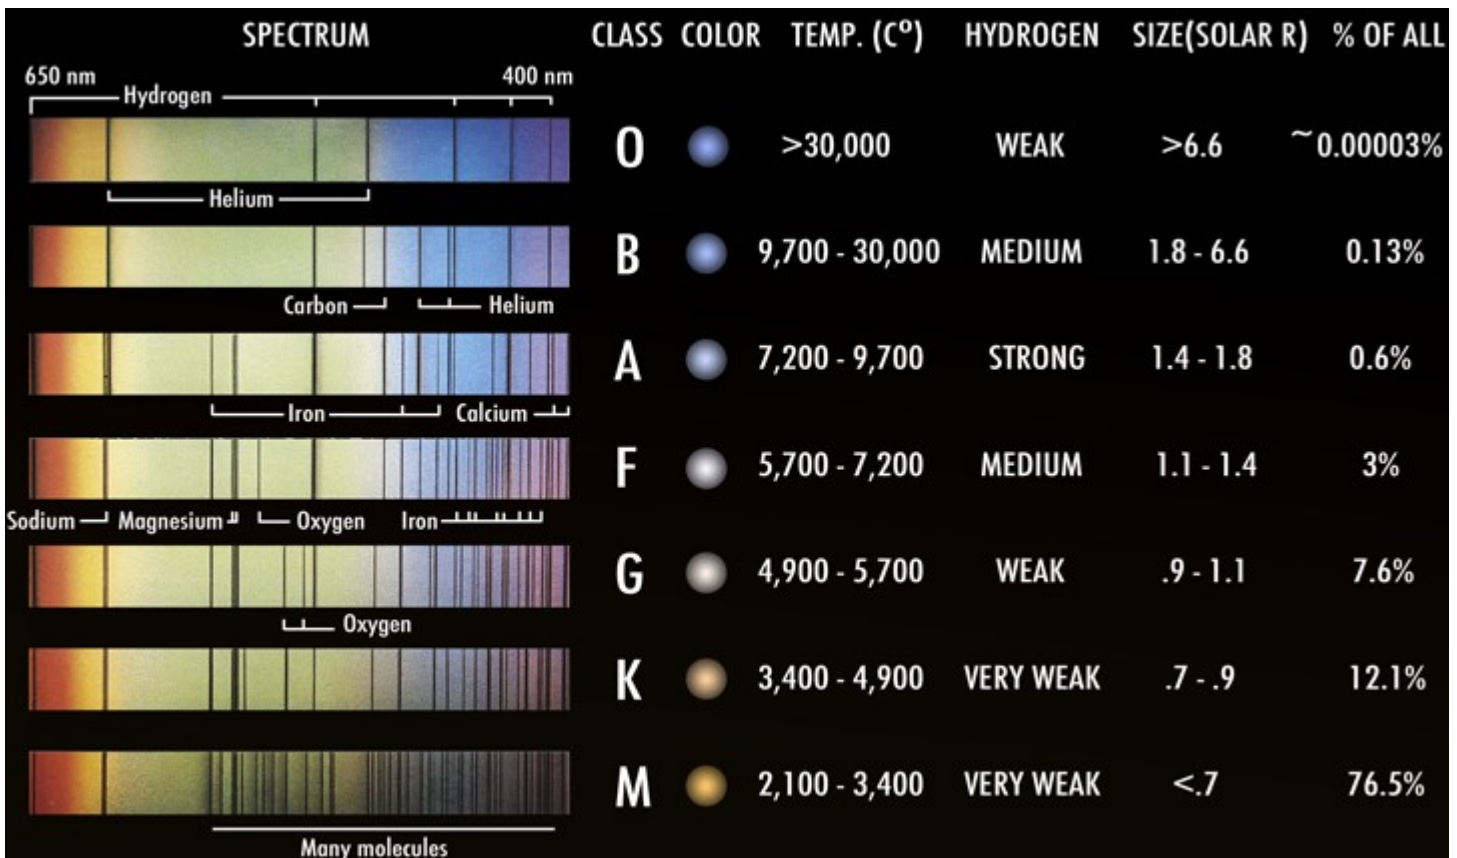 SPECTRUM CLASS COLOR TEMP. (Cº) HYDROGEN SIZE(SOLAR R) % OF ALL
650 nm 400 nm
Hydrogen
O >30,000 WEAK >6.6 ~0.00003%
Helium
B 9,700 - 30,000 MEDIUM 1.8 - 6.6 0.13%
Carbon Helium
A 7,200 - 9,700 STRONG 1.4 - 1.8 0.6%
Iron Calcium
F 5,700 - 7,200 MEDIUM 1.1 - 1.4 3%
Sodium Magnesium Oxygen Iron
G 4,900 - 5,700 WEAK .9 - 1.1 7.6%
Oxygen
K 3,400 - 4,900 VERY WEAK .7 - .9 12.1%
M 2,100 - 3,400 VERY WEAK <.7 76.5%
Many molecules